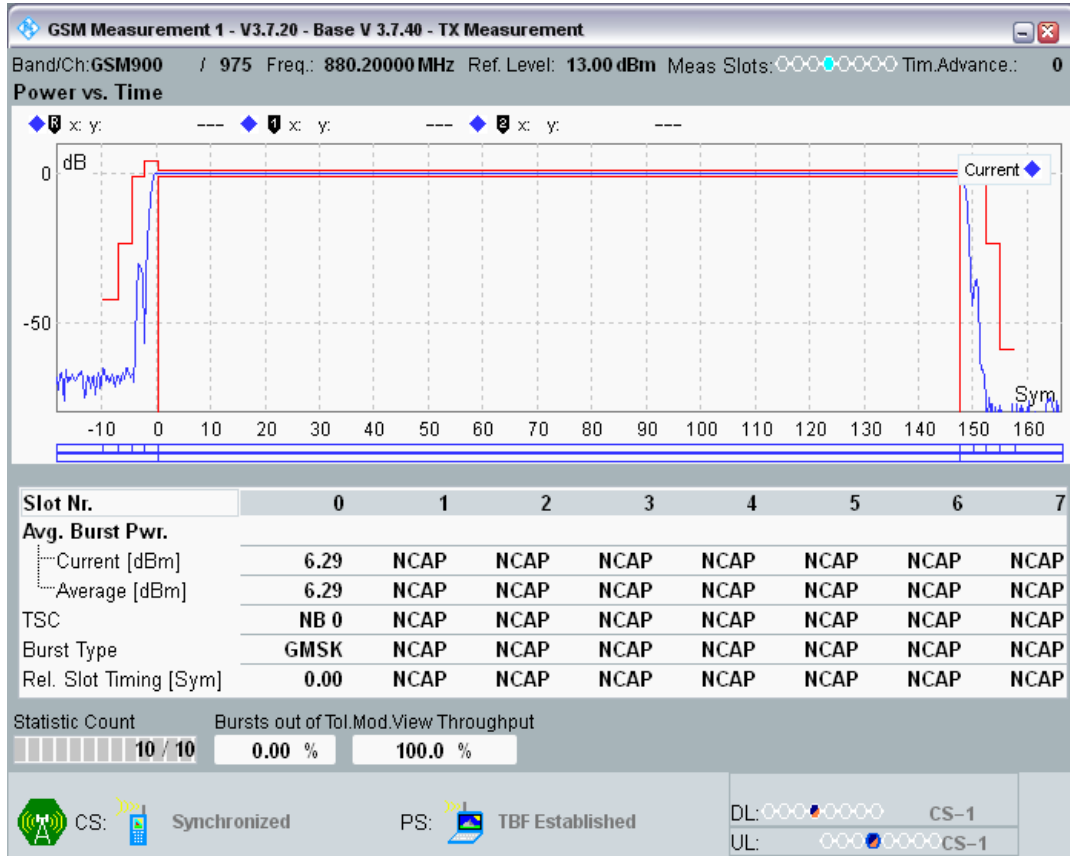 GSM Measurement 1 - V3.7.20 - Base V 3.7.40 - TX Measurement
Band/Ch:GSM900 / 975 Freq.: 880.20000 MHz Ref. Level: 13.00 dBm Meas Slots: Tim.Advance.: 0
Power vs. Time
R x: y: --- 1 x: y: --- 2 x: y: ---
dB
Current
0
-50
Sym
-10 0 10 20 30 40 50 60 70 80 90 100 110 120 130 140 150 160
Slot Nr. 0 1 2 3 4 5 6 7
Avg. Burst Pwr.
Current [dBm] 6.29 NCAP NCAP NCAP NCAP NCAP NCAP NCAP
Average [dBm] 6.29 NCAP NCAP NCAP NCAP NCAP NCAP NCAP
TSC NB 0 NCAP NCAP NCAP NCAP NCAP NCAP NCAP
Burst Type GMSK NCAP NCAP NCAP NCAP NCAP NCAP NCAP
Rel. Slot Timing [Sym] 0.00 NCAP NCAP NCAP NCAP NCAP NCAP NCAP
Statistic Count Bursts out of Tol. Mod.View Throughput
10 / 10 0.00 % 100.0 %
CS: Synchronized PS: TBF Established DL: CS-1
UL: CS-1